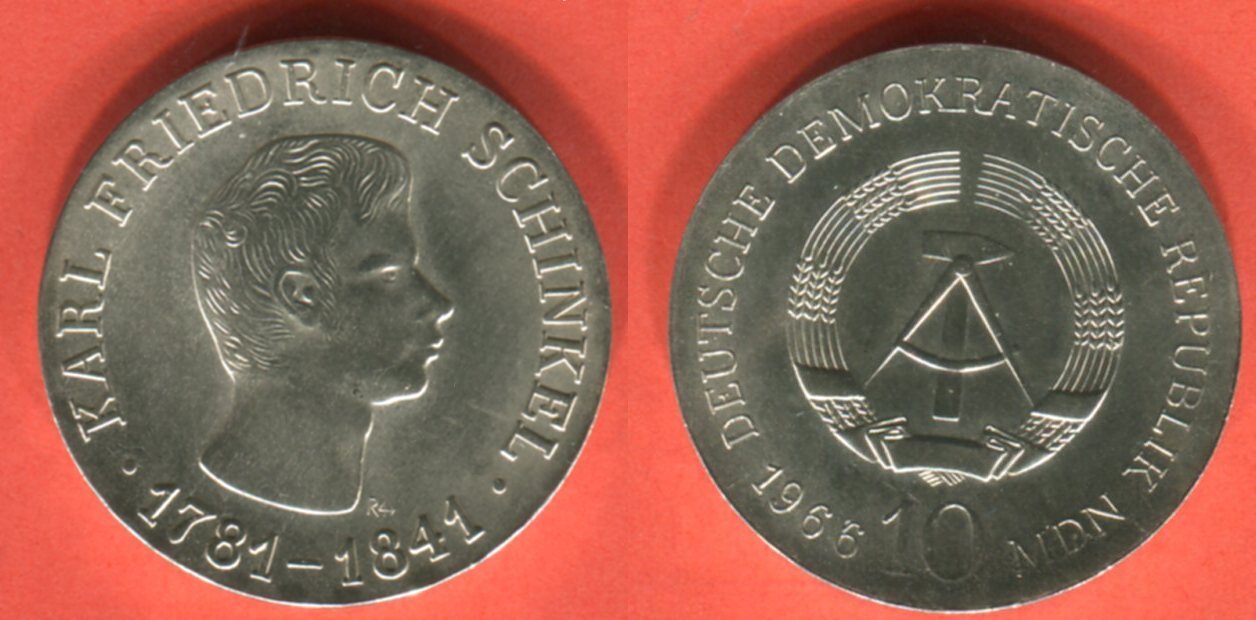 KARL FRIEDRICH SCHINKEL
· 1781–1841 ·
DEUTSCHE DEMOKRATISCHE REPUBLIK
1966 10 MDN